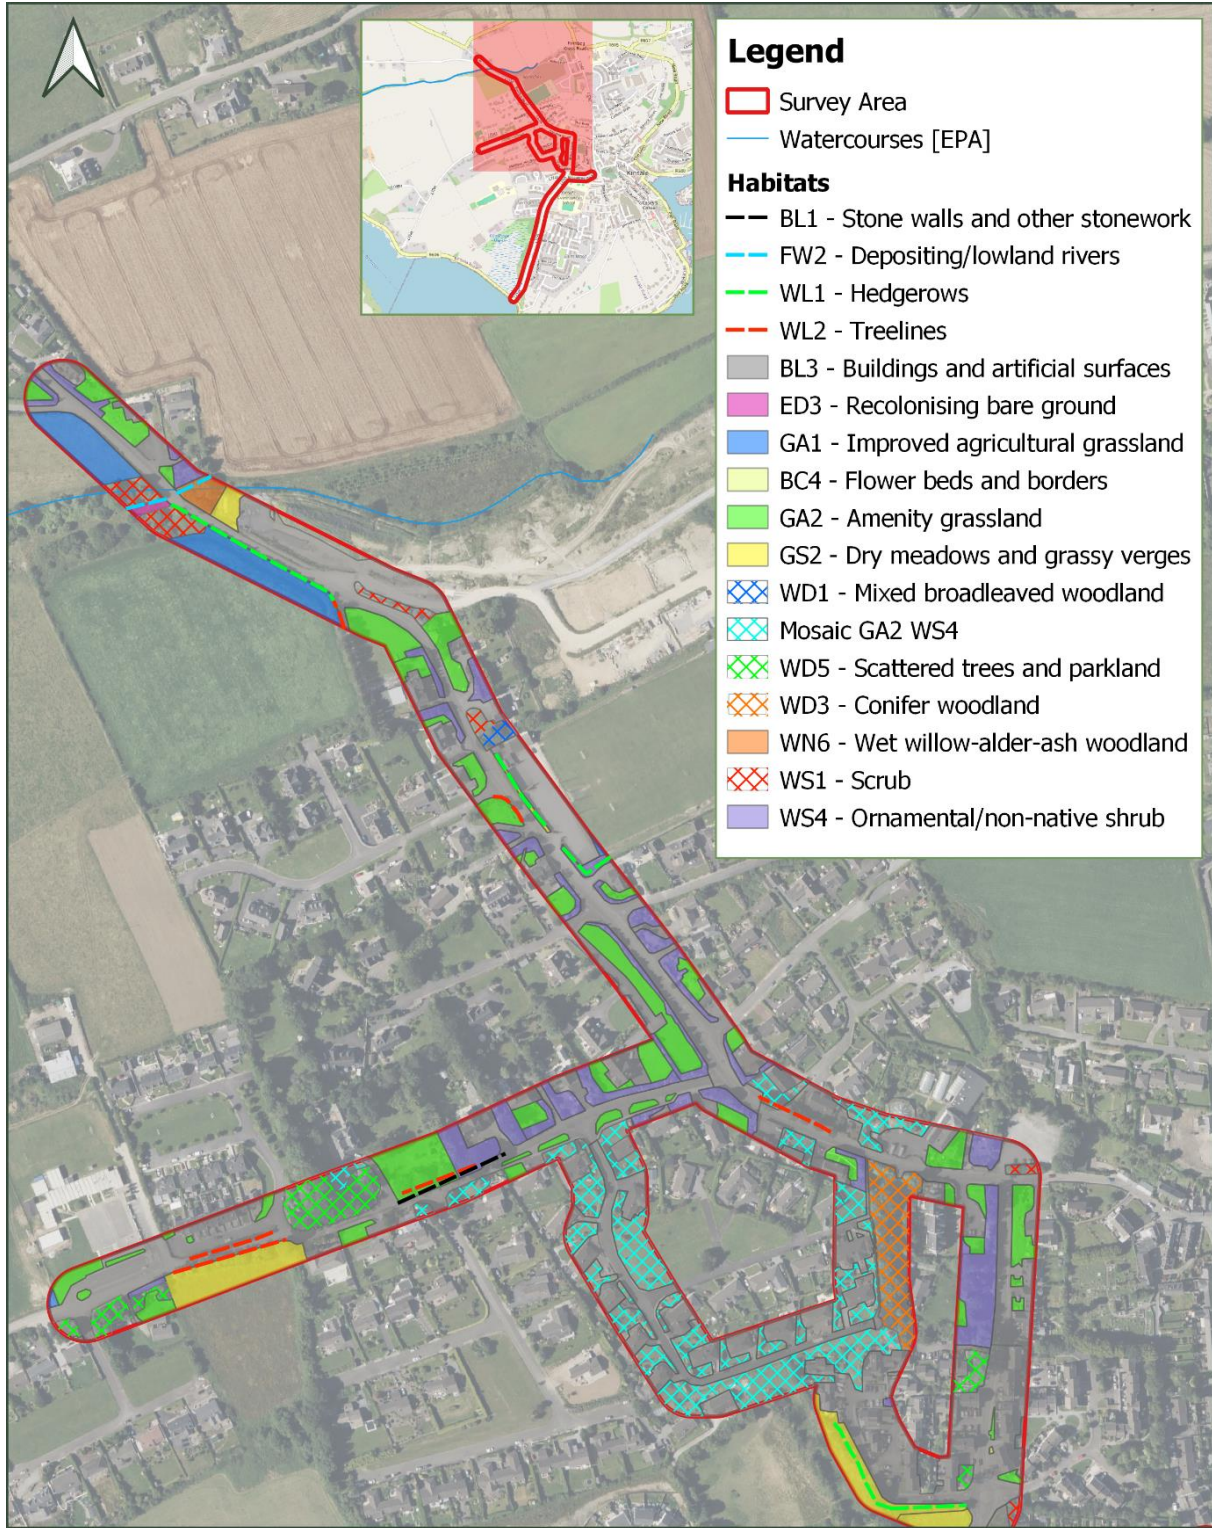 Legend
Survey Area
Watercourses [EPA]
Habitats
BL1 - Stone walls and other stonework
FW2 - Depositing/lowland rivers
WL1 - Hedgerows
WL2 - Treelines
BL3 - Buildings and artificial surfaces
ED3 - Recolonising bare ground
GA1 - Improved agricultural grassland
BC4 - Flower beds and borders
GA2 - Amenity grassland
GS2 - Dry meadows and grassy verges
WD1 - Mixed broadleaved woodland
Mosaic GA2 WS4
WD5 - Scattered trees and parkland
WD3 - Conifer woodland
WN6 - Wet willow-alder-ash woodland
WS1 - Scrub
WS4 - Ornamental/non-native shrub